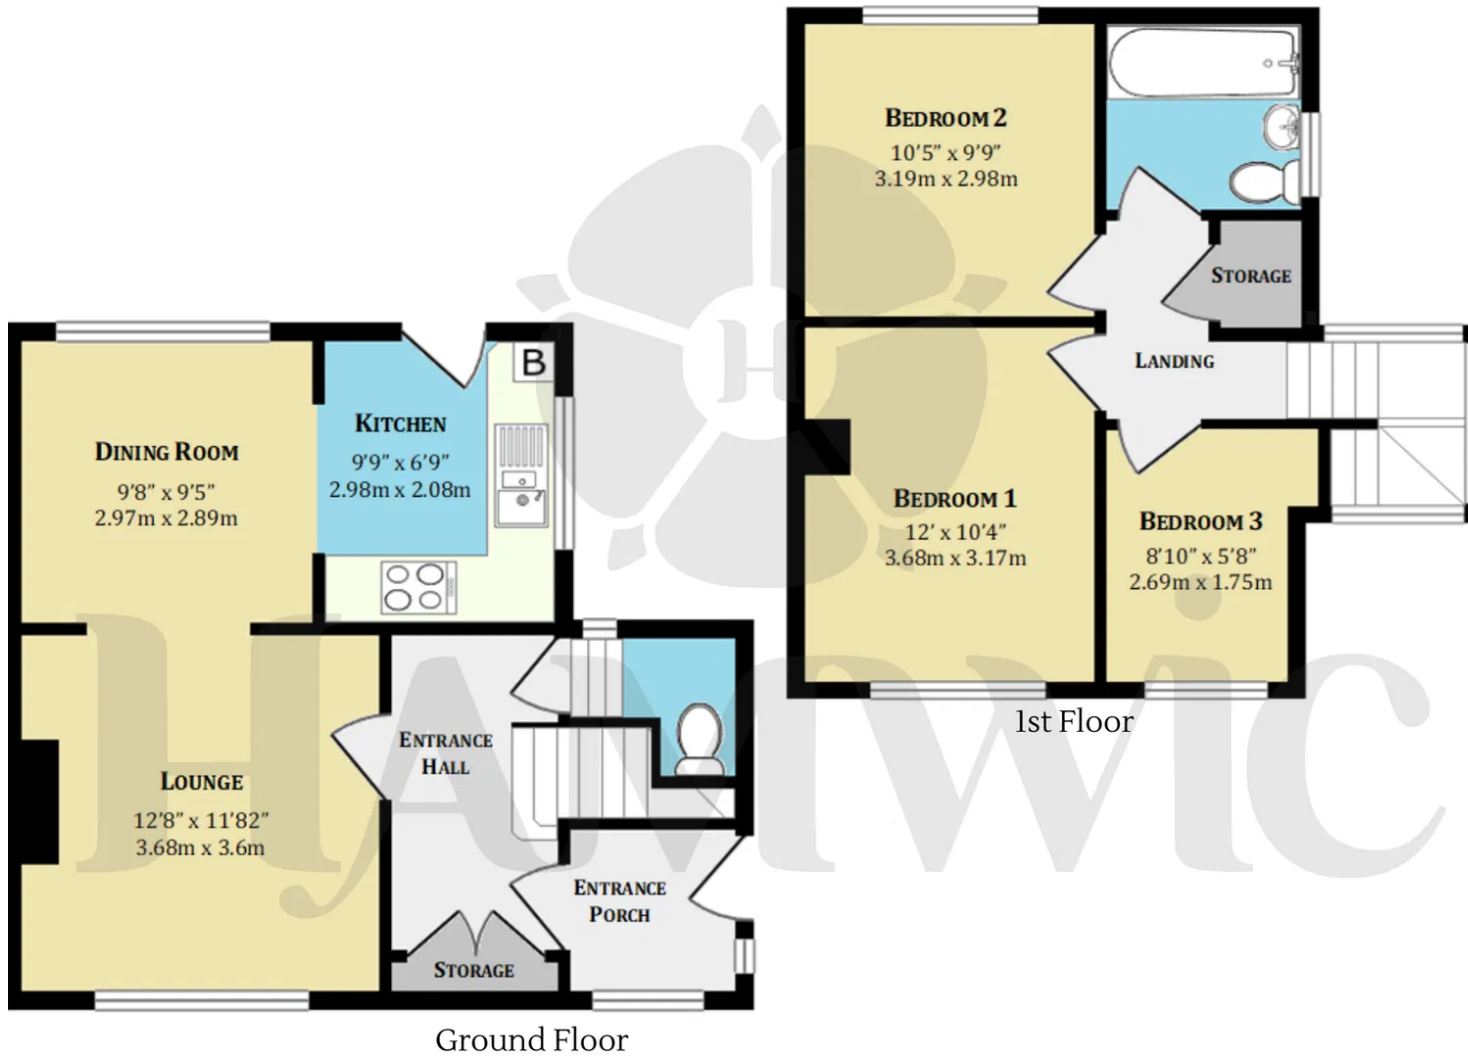 BEDROOM 2
10'5" x 9'9"
3.19m x 2.98m
STORAGE
LANDING
BEDROOM 1
12' x 10'4"
3.68m x 3.17m
BEDROOM 3
8'10" x 5'8"
2.69m x 1.75m
1st Floor
B
KITCHEN
9'9" x 6'9"
2.98m x 2.08m
DINING ROOM
9'8" x 9'5"
2.97m x 2.89m
ENTRANCE
HALL
LOUNGE
12'8" x 11'82"
3.68m x 3.6m
ENTRANCE
PORCH
STORAGE
Ground Floor
H
HAMWIC